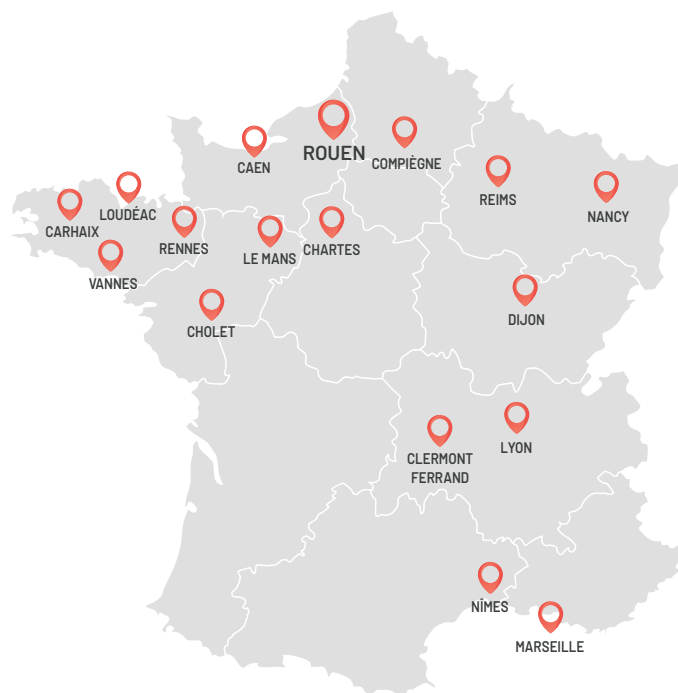 ROUEN
CAEN
COMPIÈGNE
REIMS
NANCY
LOUDÉAC
CARHAIX
RENNES
LE MANS
CHARTES
VANNES
DIJON
CHOLET
LYON
CLERMONT
FERRAND
NÎMES
MARSEILLE